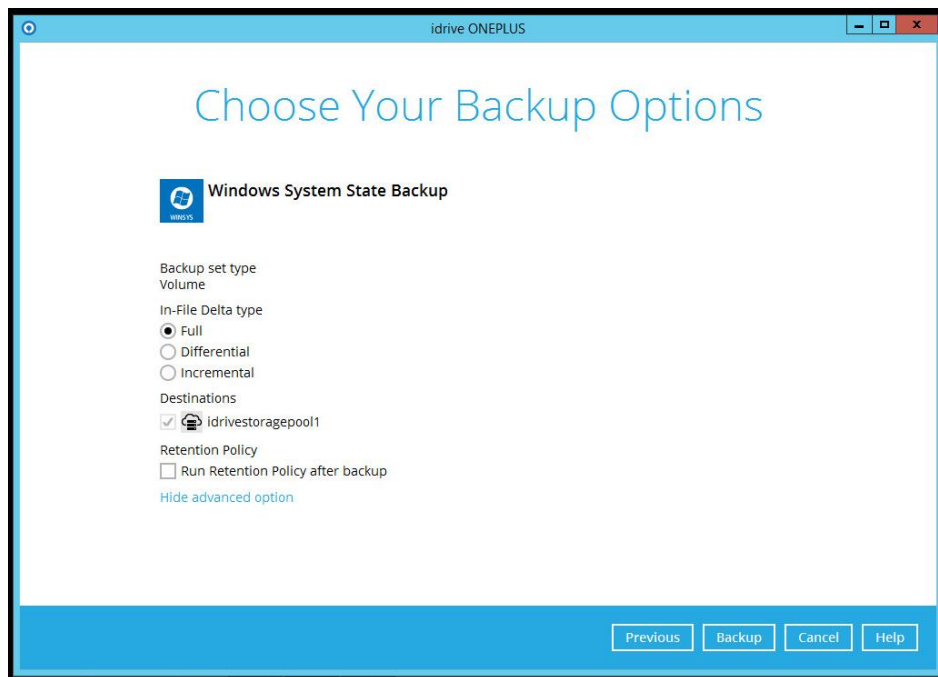 idrive ONEPLUS
Choose Your Backup Options
Windows System State Backup
WINSYS
Backup set type
Volume
In-File Delta type
Full
Differential
Incremental
Destinations
idrivestoragepool1
Retention Policy
Run Retention Policy after backup
Hide advanced option
Previous Backup Cancel Help